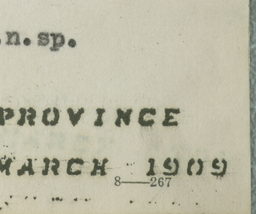 .n.sp.
PROVINCE
MARCH 1909
8—267